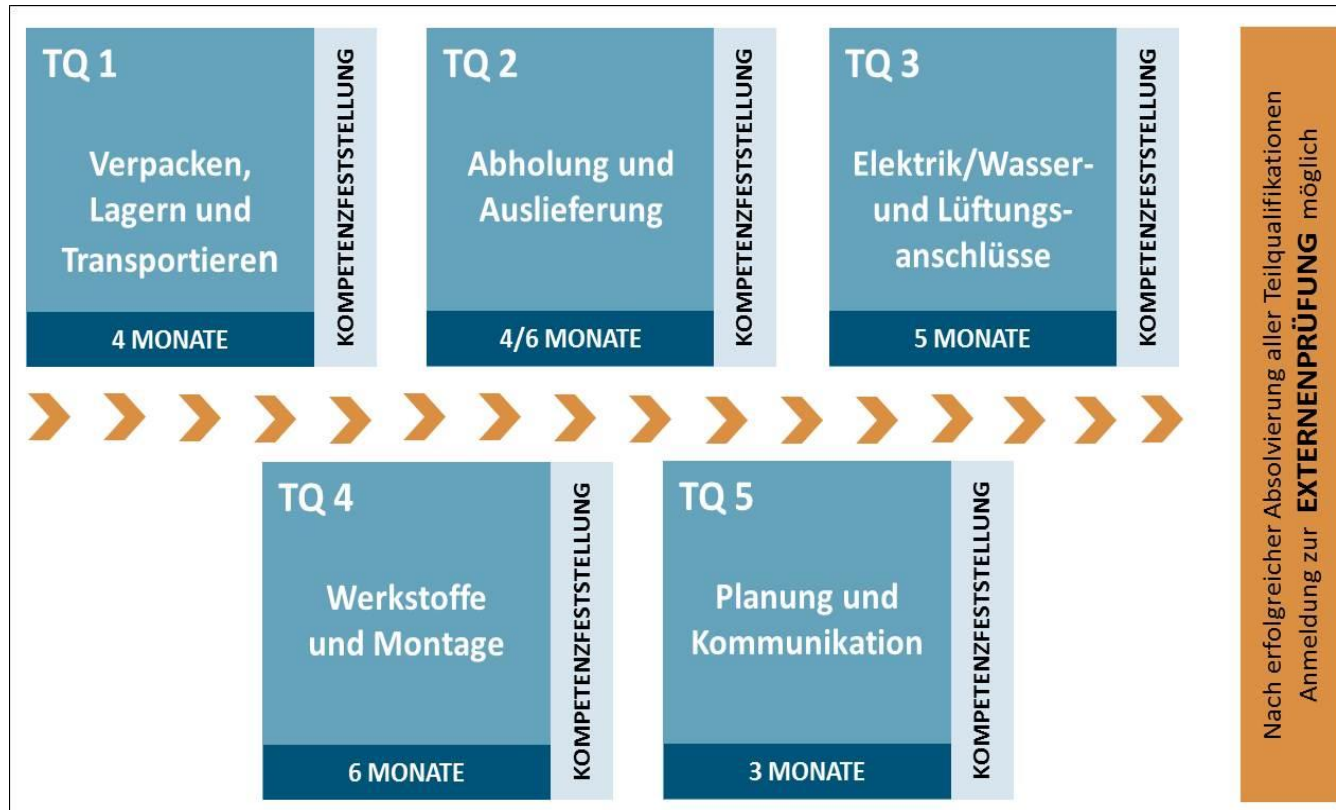 TQ 1
Verpacken,
Lagern und
Transportieren
4 MONATE
KOMPETENZFESTSTELLUNG
TQ 2
Abholung und
Auslieferung
4/6 MONATE
KOMPETENZFESTSTELLUNG
TQ 3
Elektrik/Wasser-
und Lüftungs-
anschlüsse
5 MONATE
KOMPETENZFESTSTELLUNG
TQ 4
Werkstoffe
und Montage
6 MONATE
KOMPETENZFESTSTELLUNG
TQ 5
Planung und
Kommunikation
3 MONATE
KOMPETENZFESTSTELLUNG
Nach erfolgreicher Absolvierung aller Teilqualifikationen
Anmeldung zur EXTERNENPRÜFUNG möglich